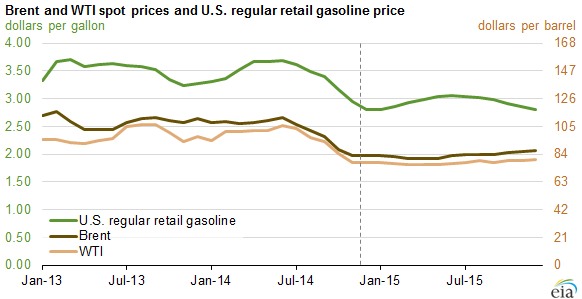 Brent and WTI spot prices and U.S. regular retail gasoline price
dollars per gallon
dollars per barrel
4.00
168
3.50
147
3.00
126
2.50
105
2.00
84
1.50
63
1.00
42
0.50
21
0.00
0
U.S. regular retail gasoline
Brent
WTI
Jan-13
Jul-13
Jan-14
Jul-14
Jan-15
Jul-15
eia